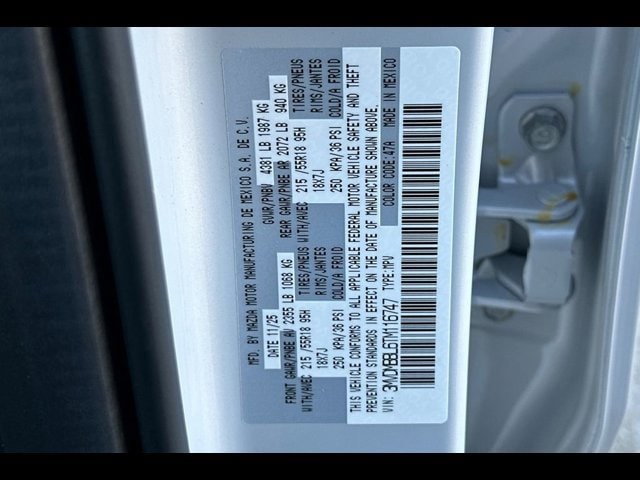 MFD. BY MAZDA MOTOR MANUFACTURING DE MEXICO S.A. DE C.V.
DATE 11/25 GVWR/PNBV 4381 LB 1987 KG
FRONT GAWR/PNBE AV 2355 LB 1068 KG REAR GAWR/PNBE AR 2072 LB 940 KG
WITH/AVEC 215 /55R18 95H TIRES/PNEUS WITH/AVEC 215 /55R18 95H TIRES/PNEUS
18X7J RIMS/JANTES 18X7J RIMS/JANTES
250 KPA/36 PSI COLD/A FROID 250 KPA/36 PSI COLD/A FROID
THIS VEHICLE CONFORMS TO ALL APPLICABLE FEDERAL MOTOR VEHICLE SAFETY AND THEFT
PREVENTION STANDARDS IN EFFECT ON THE DATE OF MANUFACTURE SHOWN ABOVE.
VIN: TYPE:MPV COLOR CODE:47A MADE IN MEXICO